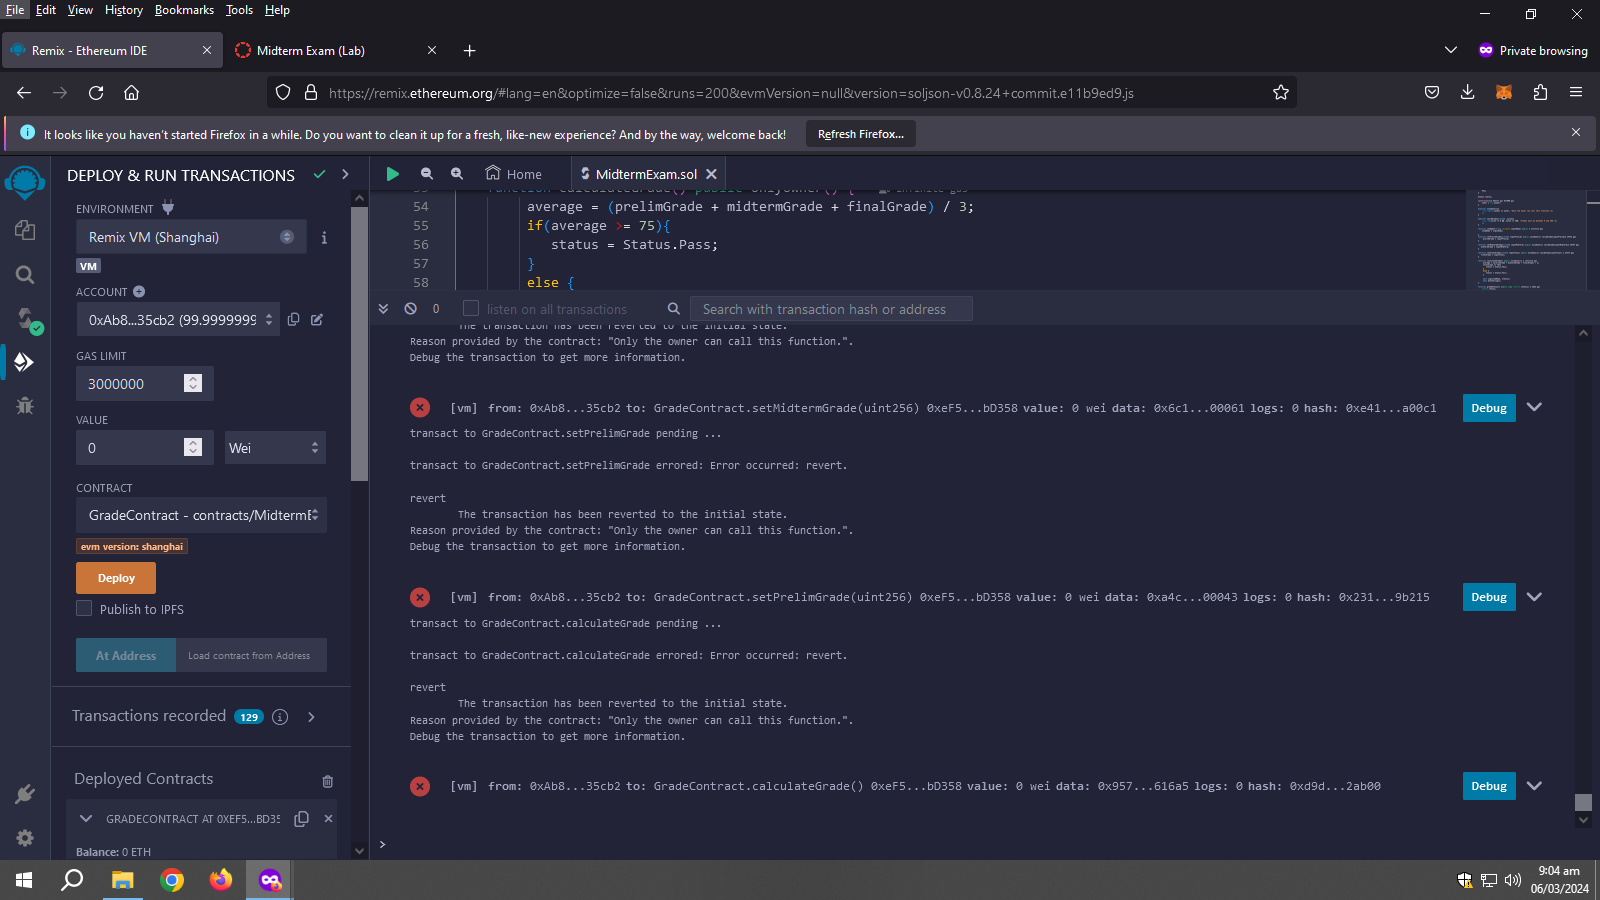 File Edit View History Bookmarks Tools Help
Remix - Ethereum IDE
Midterm Exam (Lab)
Private browsing
https://remix.ethereum.org/#lang=en&optimize=false&runs=200&evmVersion=null&version=soljson-v0.8.24+commit.e11b9ed9.js
It looks like you haven't started Firefox in a while. Do you want to clean it up for a fresh, like-new experience? And by the way, welcome back!
Refresh Firefox...
DEPLOY & RUN TRANSACTIONS
ENVIRONMENT
Remix VM (Shanghai)
VM
ACCOUNT
0xAb8...35cb2 (99.9999999
GAS LIMIT
3000000
VALUE
0
Wei
CONTRACT
GradeContract - contracts/MidtermE
evm version: shanghai
Deploy
Publish to IPFS
At Address
Load contract from Address
Transactions recorded 129
Deployed Contracts
GRADECONTRACT AT 0XEF5...BD35
Balance: 0 ETH
Home
MidtermExam.sol
53 function calculateGrade() public onlyOwner() { infinite gas
54 average = (prelimGrade + midtermGrade + finalGrade) / 3;
55 if(average >= 75){
56 status = Status.Pass;
57 }
58 else {
0
listen on all transactions
Search with transaction hash or address
The transaction has been reverted to the initial state.
Reason provided by the contract: "Only the owner can call this function.".
Debug the transaction to get more information.
[vm] from: 0xAb8...35cb2 to: GradeContract.setMidtermGrade(uint256) 0xeF5...bD358 value: 0 wei data: 0x6c1...00061 logs: 0 hash: 0xe41...a00c1
Debug
transact to GradeContract.setPrelimGrade pending ...
transact to GradeContract.setPrelimGrade errored: Error occurred: revert.
revert
The transaction has been reverted to the initial state.
Reason provided by the contract: "Only the owner can call this function.".
Debug the transaction to get more information.
[vm] from: 0xAb8...35cb2 to: GradeContract.setPrelimGrade(uint256) 0xeF5...bD358 value: 0 wei data: 0xa4c...00043 logs: 0 hash: 0x231...9b215
Debug
transact to GradeContract.calculateGrade pending ...
transact to GradeContract.calculateGrade errored: Error occurred: revert.
revert
The transaction has been reverted to the initial state.
Reason provided by the contract: "Only the owner can call this function.".
Debug the transaction to get more information.
[vm] from: 0xAb8...35cb2 to: GradeContract.calculateGrade() 0xeF5...bD358 value: 0 wei data: 0x957...616a5 logs: 0 hash: 0xd9d...2ab00
Debug
>
9:04 am
06/03/2024